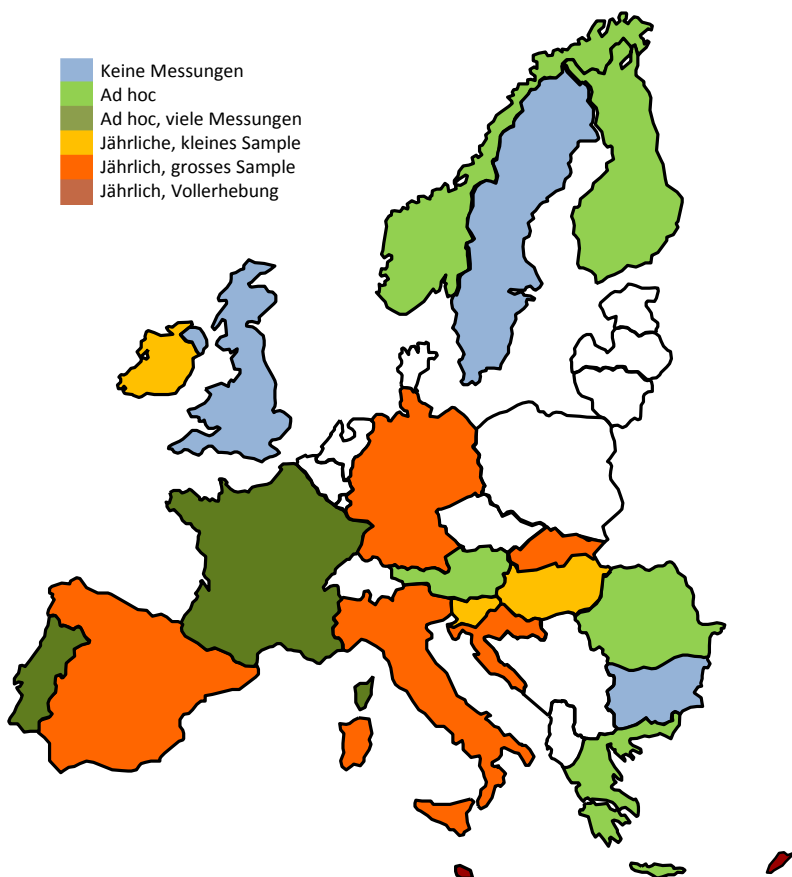 Keine Messungen
Ad hoc
Ad hoc, viele Messungen
Jährliche, kleines Sample
Jährlich, grosses Sample
Jährlich, Vollerhebung